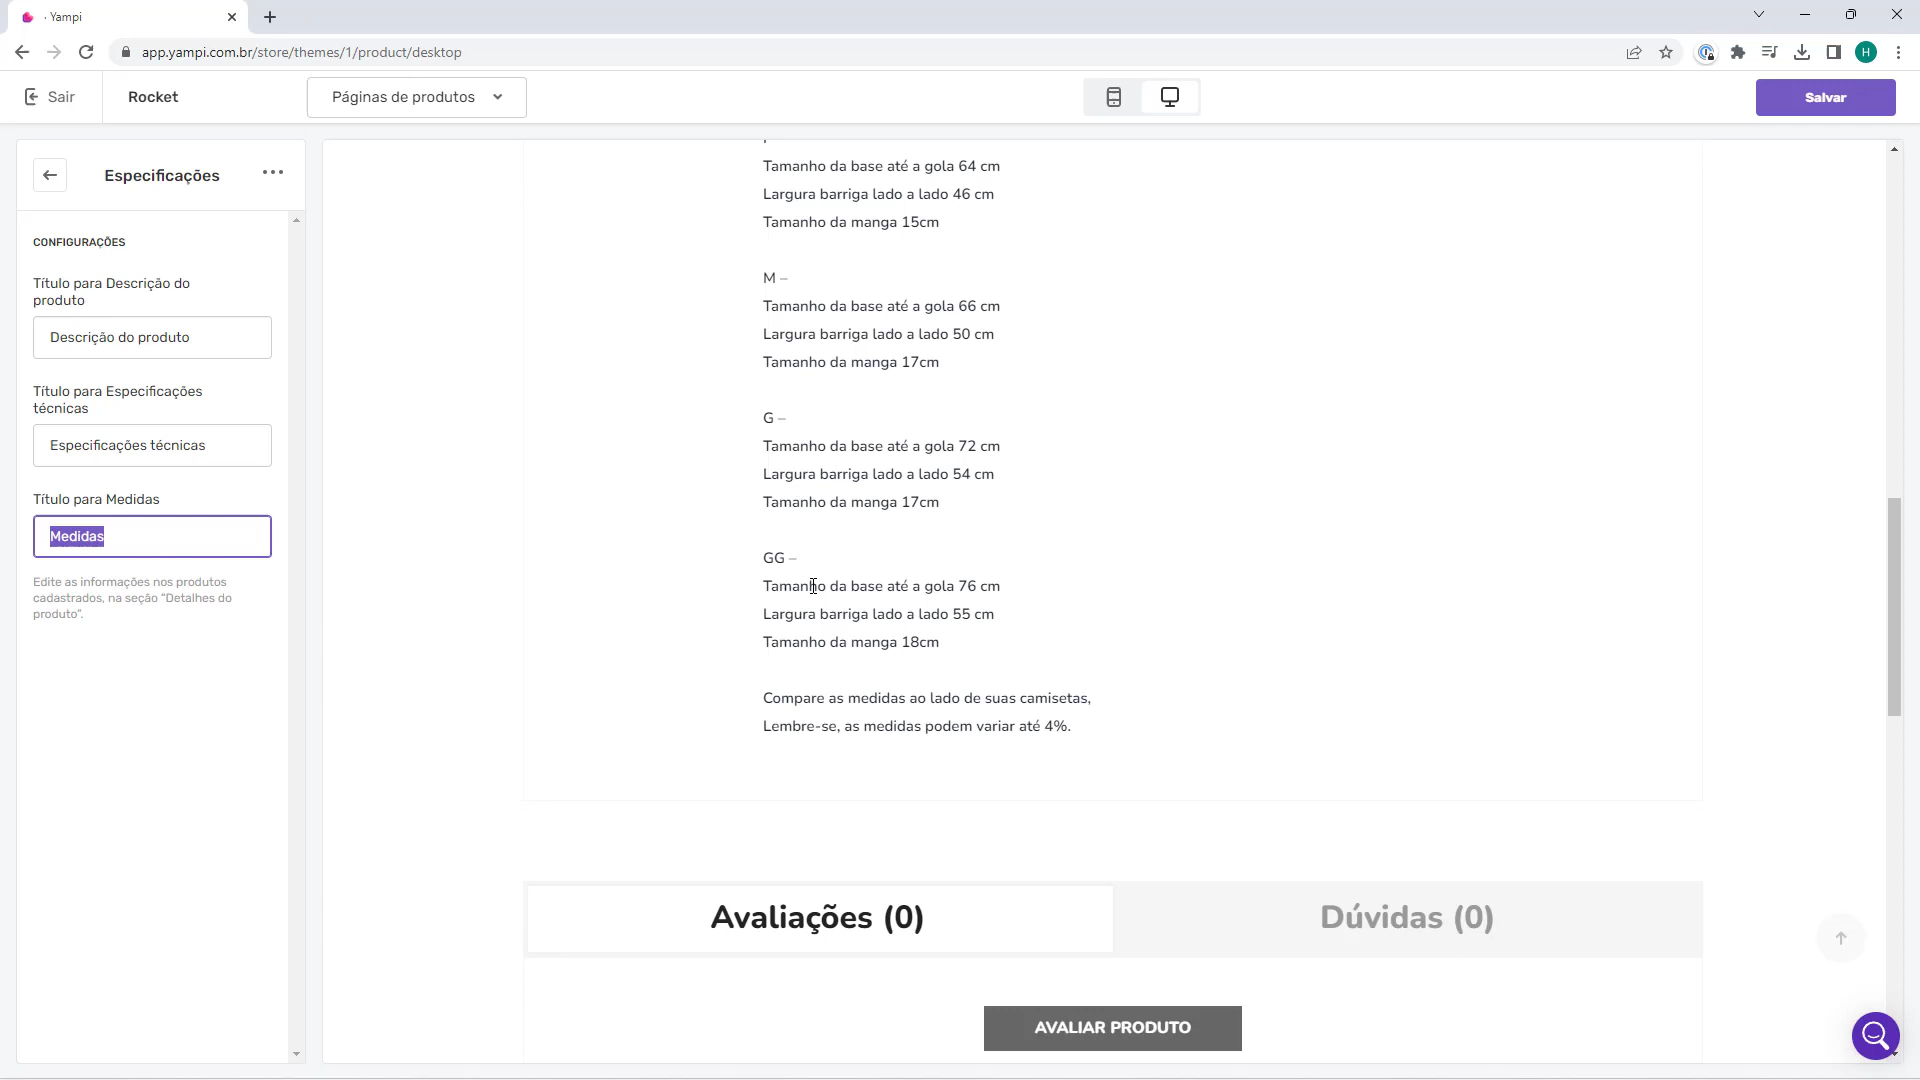 · Yampi
app.yampi.com.br/store/themes/1/product/desktop
H
Sair
Rocket
Páginas de produtos
Salvar
Especificações
CONFIGURAÇÕES
Título para Descrição do
produto
Descrição do produto
Título para Especificações
técnicas
Especificações técnicas
Título para Medidas
Medidas
Edite as informações nos produtos
cadastrados, na seção "Detalhes do
produto".
Tamanho da base até a gola 64 cm
Largura barriga lado a lado 46 cm
Tamanho da manga 15cm
M –
Tamanho da base até a gola 66 cm
Largura barriga lado a lado 50 cm
Tamanho da manga 17cm
G –
Tamanho da base até a gola 72 cm
Largura barriga lado a lado 54 cm
Tamanho da manga 17cm
GG –
Tamanho da base até a gola 76 cm
Largura barriga lado a lado 55 cm
Tamanho da manga 18cm
Compare as medidas ao lado de suas camisetas,
Lembre-se, as medidas podem variar até 4%.
Avaliações (0)
Dúvidas (0)
AVALIAR PRODUTO